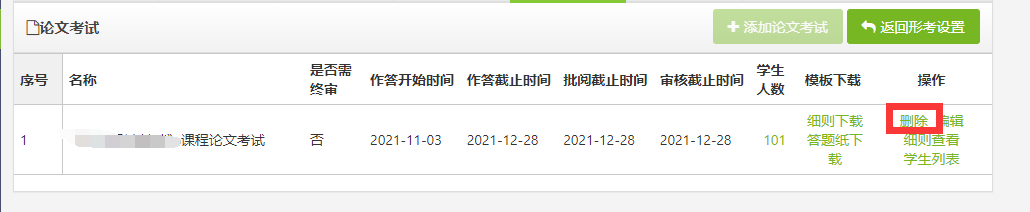 论文考试
添加论文考试
返回形考设置
序号 名称 是否需终审 作答开始时间 作答截止时间 批阅截止时间 审核截止时间 学生人数 模板下载 操作
1 课程论文考试 否 2021-11-03 2021-12-28 2021-12-28 2021-12-28 101
细则下载
答题纸下
载
删除 编辑
细则查看
学生列表